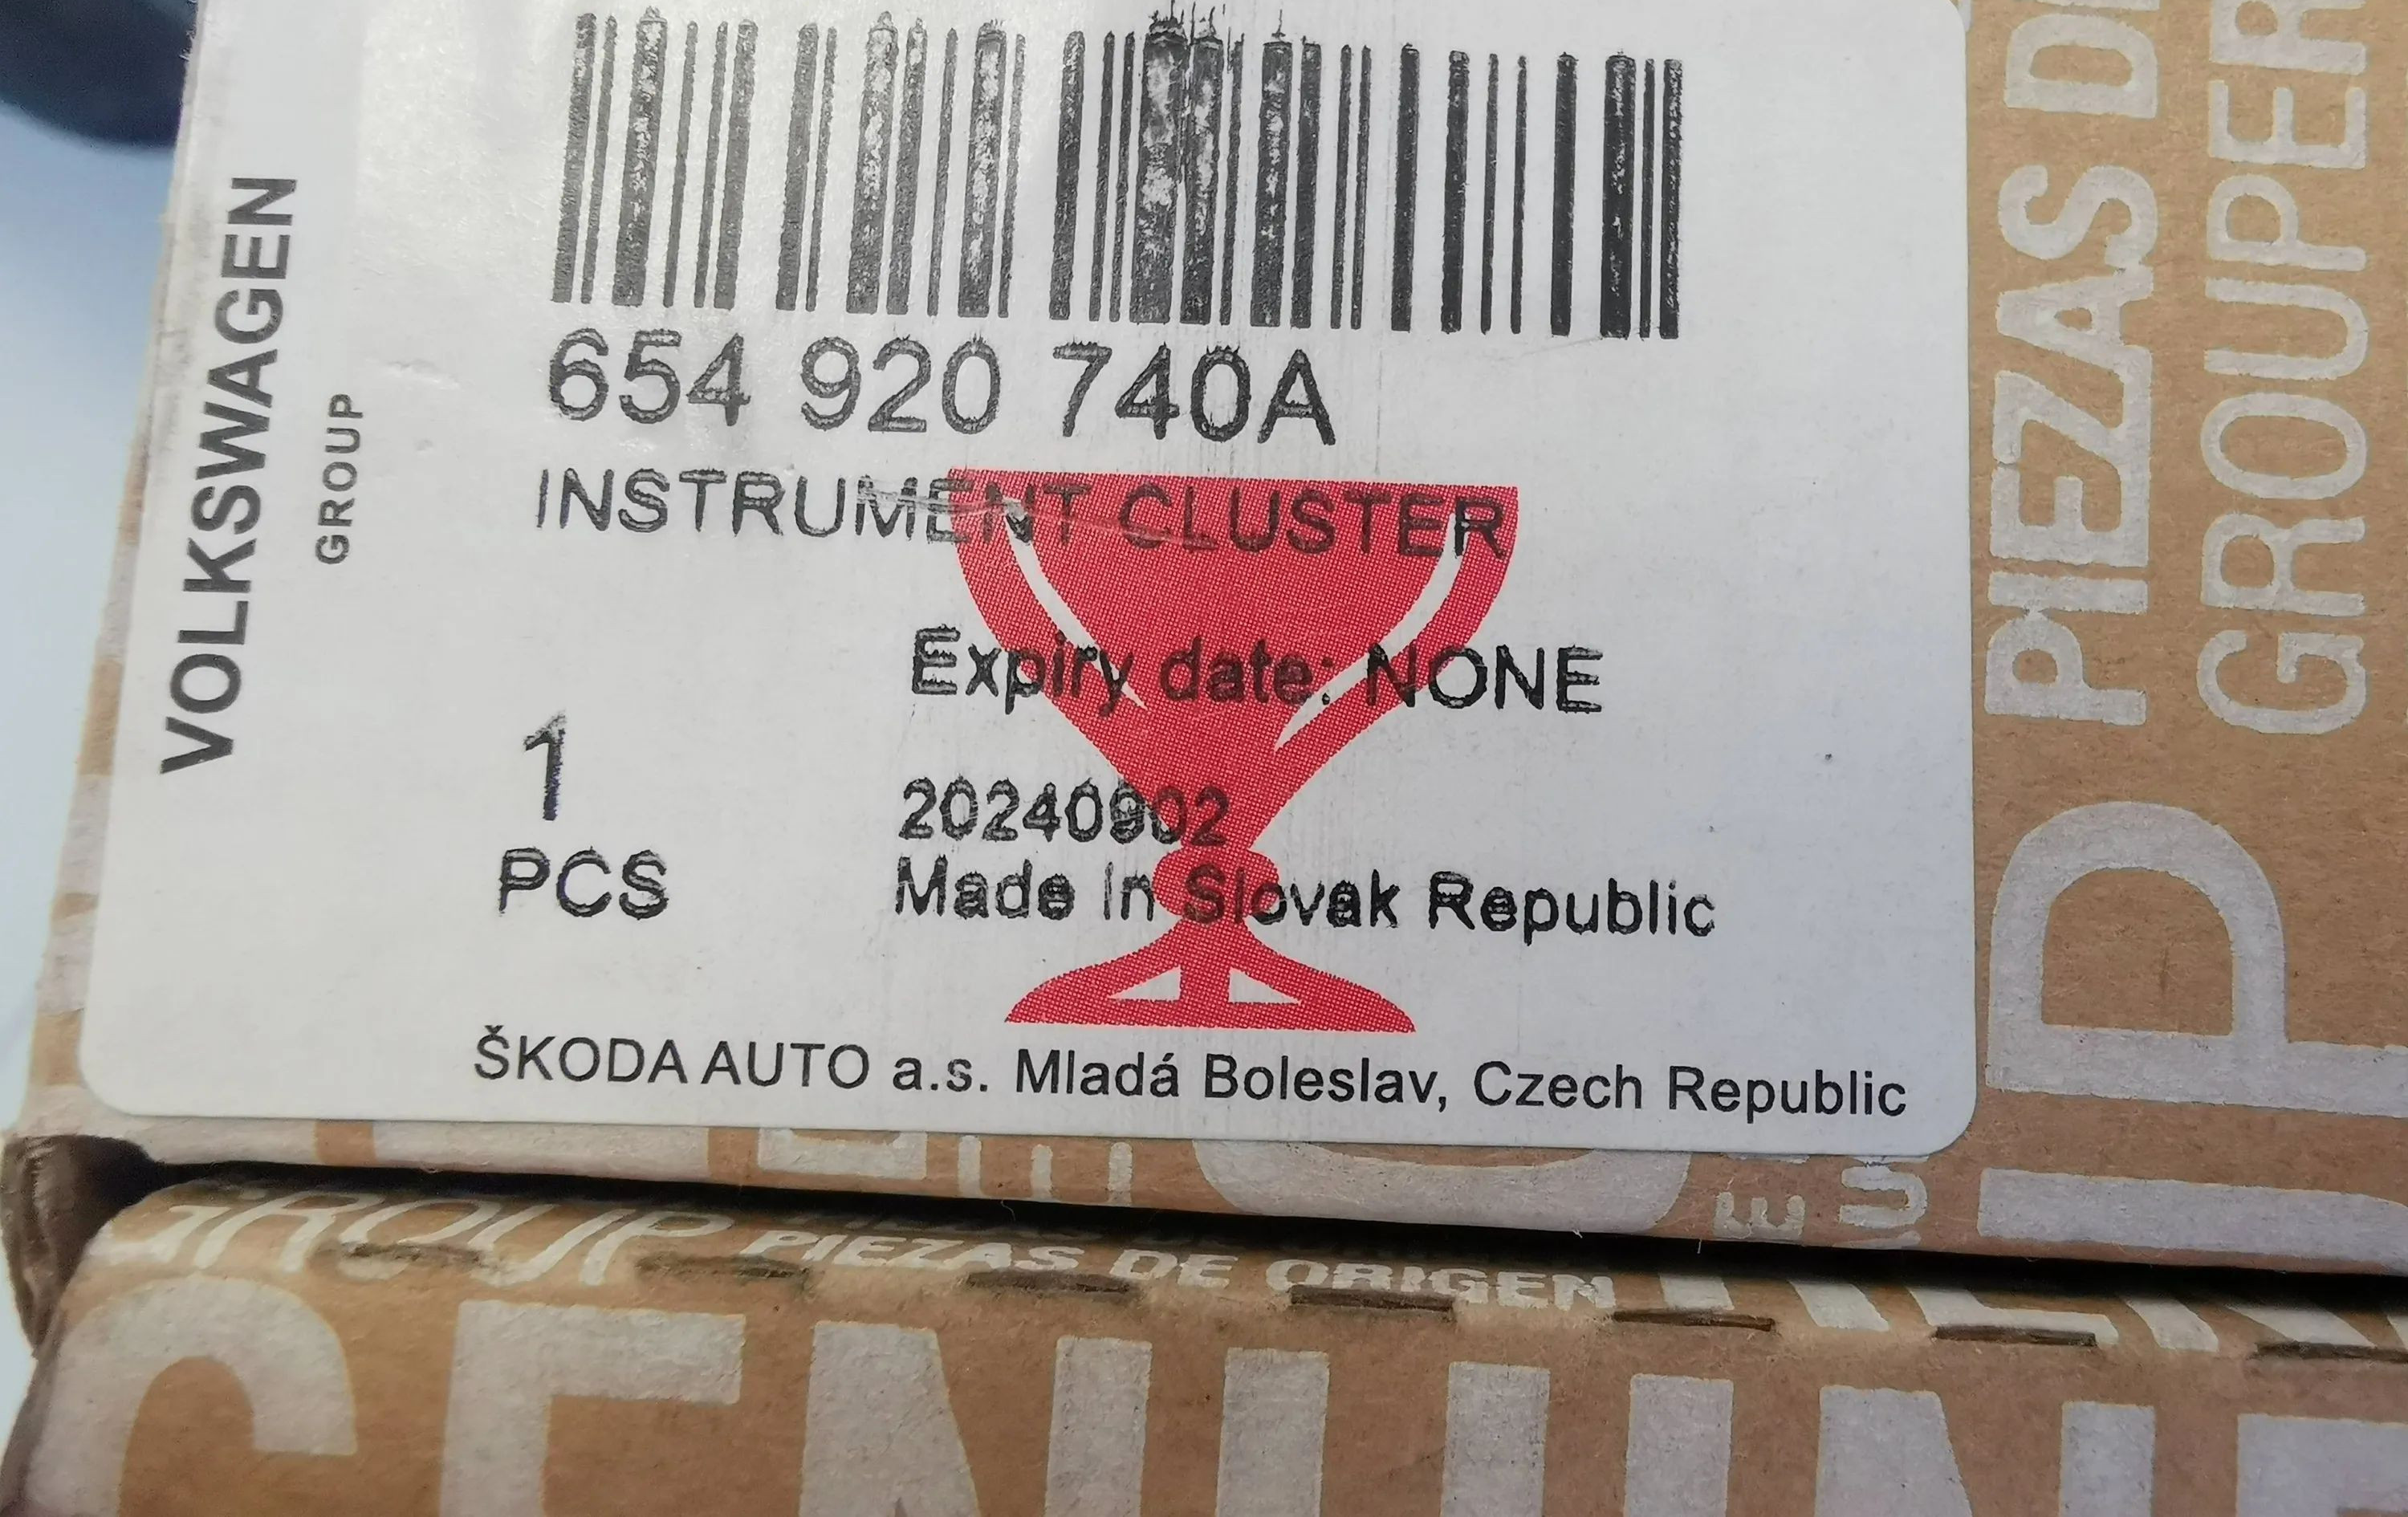 VOLKSWAGEN
GROUP
654 920 740A
INSTRUMENT CLUSTER
Expiry date: NONE
1
PCS
20240902
Made In Slovak Republic
ŠKODA AUTO a.s. Mladá Boleslav, Czech Republic
PIEZAS DE
GROUPE
GROUP
PIEZAS DE ORIGEN